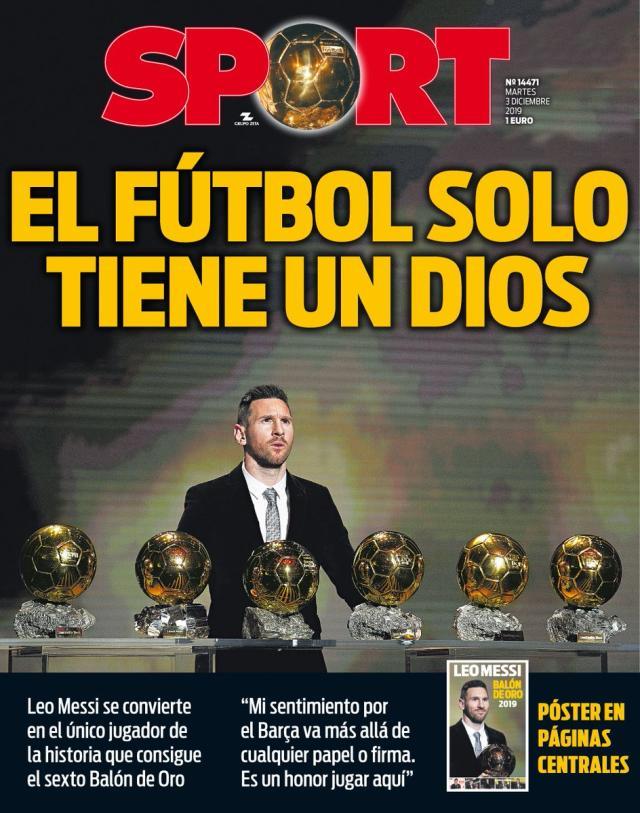 SPORT
GRUPO ZETA
Nº 14471
MARTES
3 DICIEMBRE
2019
1 EURO
EL FÚTBOL SOLO
TIENE UN DIOS
Leo Messi se convierte
en el único jugador de
la historia que consigue
el sexto Balón de Oro
“Mi sentimiento por
el Barça va más allá de
cualquier papel o firma.
Es un honor jugar aquí”
LEO MESSI
BALÓN
DE ORO
2019
PÓSTER EN
PÁGINAS
CENTRALES